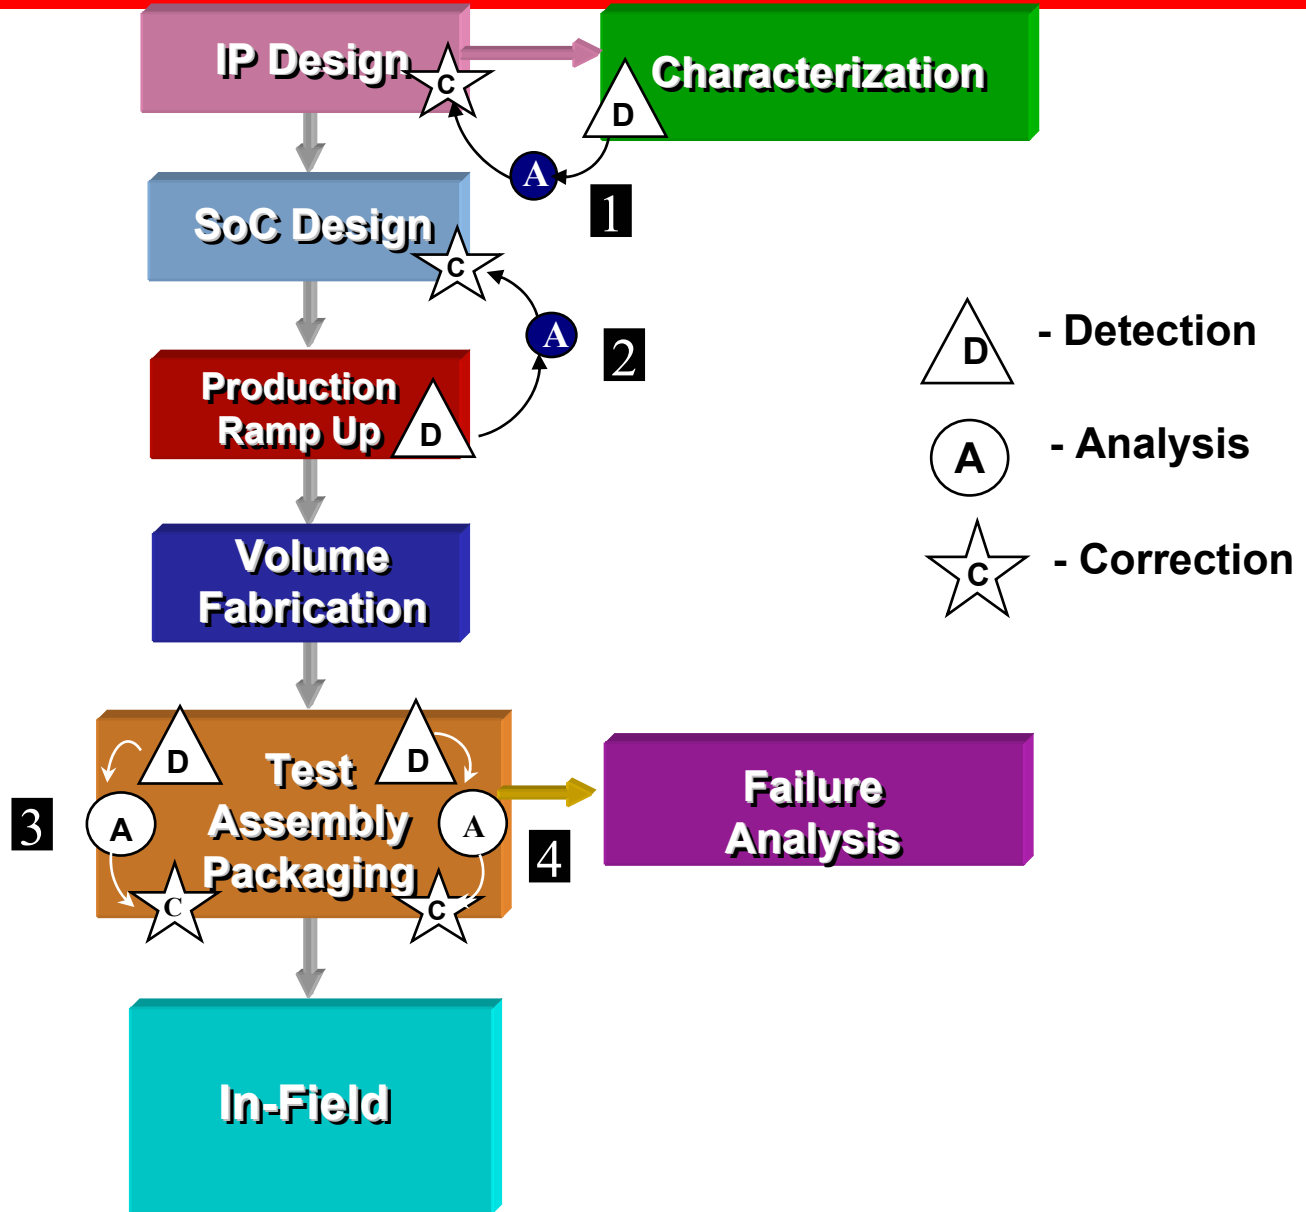 IP Design
C
Characterization
D
A
1
SoC Design
C
A
2
Production
Ramp Up
D
D - Detection
A - Analysis
C - Correction
Volume
Fabrication
D
D
Test
Assembly
Packaging
3
A
A
4
C
C
Failure
Analysis
In-Field